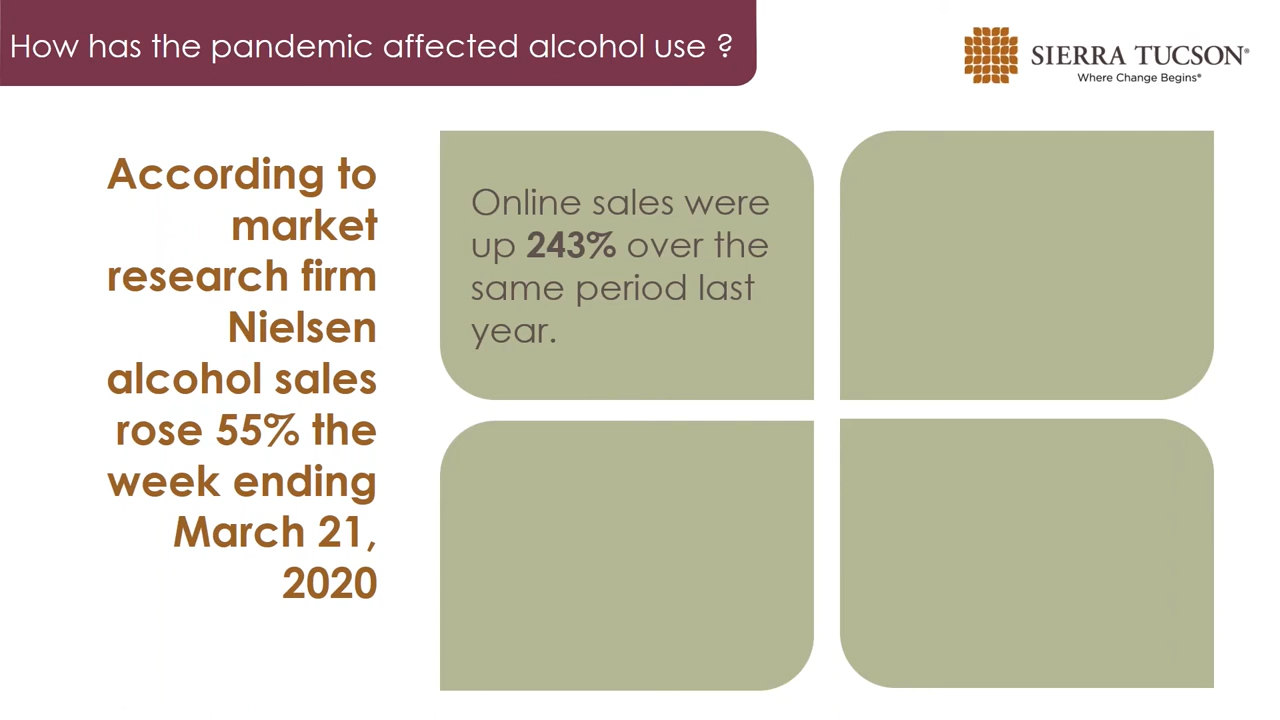 How has the pandemic affected alcohol use ?
SIERRA TUCSON®
Where Change Begins®
According to
market
research firm
Nielsen
alcohol sales
rose 55% the
week ending
March 21,
2020
Online sales were
up 243% over the
same period last
year.